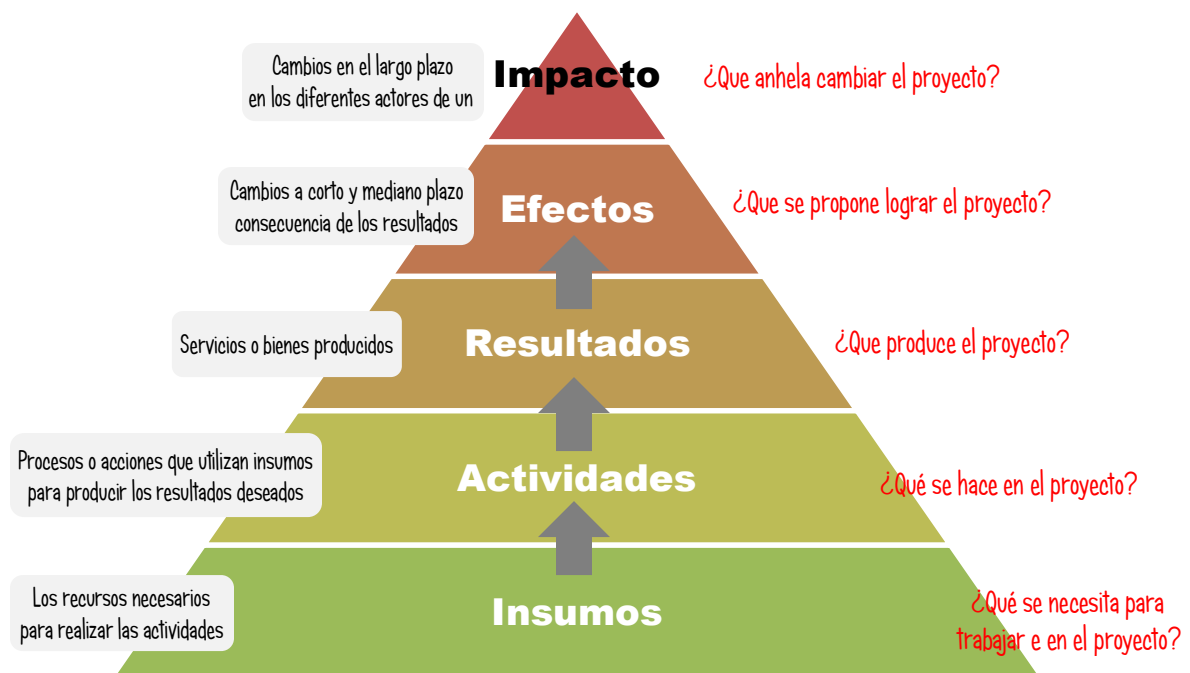 Cambios en el largo plazo
en los diferentes actores de un
Impacto
¿Que anhela cambiar el proyecto?
Cambios a corto y mediano plazo
consecuencia de los resultados
Efectos
¿Que se propone lograr el proyecto?
Servicios o bienes producidos
Resultados
¿Que produce el proyecto?
Procesos o acciones que utilizan insumos
para producir los resultados deseados
Actividades
¿Qué se hace en el proyecto?
Los recursos necesarios
para realizar las actividades
Insumos
¿Qué se necesita para
trabajar e en el proyecto?